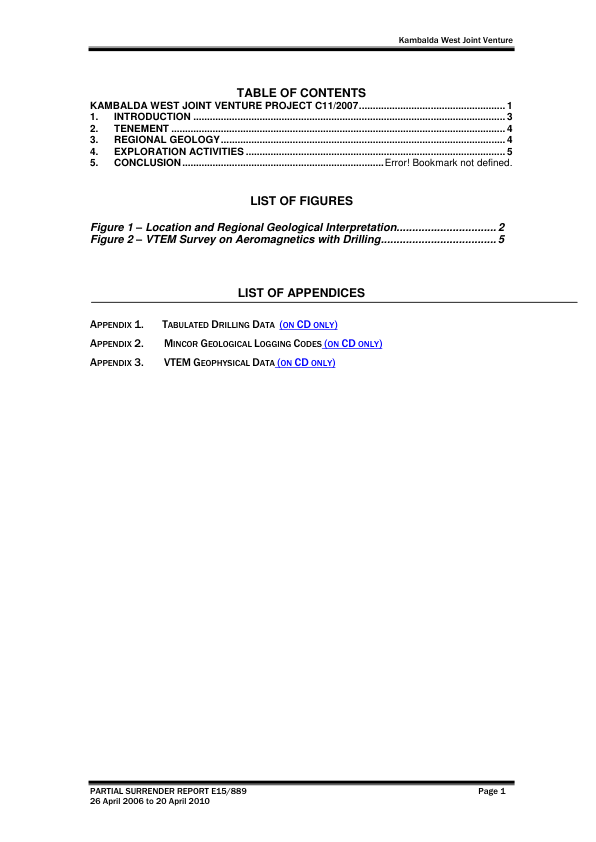 Kambalda West Joint Venture
TABLE OF CONTENTS
KAMBALDA WEST JOINT VENTURE PROJECT C11/2007.................................................... 1
1. INTRODUCTION ............................................................................................................. 3
2. TENEMENT ..................................................................................................................... 4
3. REGIONAL GEOLOGY.................................................................................................... 4
4. EXPLORATION ACTIVITIES ........................................................................................... 5
5. CONCLUSION.....................................................................Error! Bookmark not defined.
LIST OF FIGURES
Figure 1 – Location and Regional Geological Interpretation................................ 2
Figure 2 – VTEM Survey on Aeromagnetics with Drilling..................................... 5
LIST OF APPENDICES
APPENDIX 1. TABULATED DRILLING DATA (ON CD ONLY)
APPENDIX 2. MINCOR GEOLOGICAL LOGGING CODES (ON CD ONLY)
APPENDIX 3. VTEM GEOPHYSICAL DATA (ON CD ONLY)
PARTIAL SURRENDER REPORT E15/889 Page 1
26 April 2006 to 20 April 2010